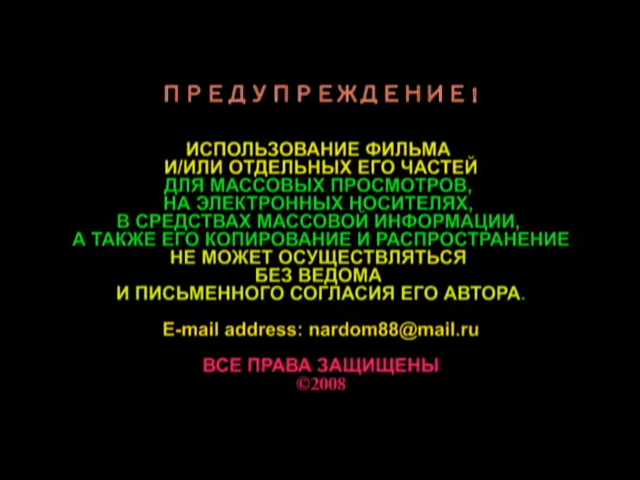 ПРЕДУПРЕЖДЕНИЕ!
ИСПОЛЬЗОВАНИЕ ФИЛЬМА
И/ИЛИ ОТДЕЛЬНЫХ ЕГО ЧАСТЕЙ
ДЛЯ МАССОВЫХ ПРОСМОТРОВ,
НА ЭЛЕКТРОННЫХ НОСИТЕЛЯХ,
В СРЕДСТВАХ МАССОВОЙ ИНФОРМАЦИИ,
А ТАКЖЕ ЕГО КОПИРОВАНИЕ И РАСПРОСТРАНЕНИЕ
НЕ МОЖЕТ ОСУЩЕСТВЛЯТЬСЯ
БЕЗ ВЕДОМА
И ПИСЬМЕННОГО СОГЛАСИЯ ЕГО АВТОРА.
E-mail address: nardom88@mail.ru
ВСЕ ПРАВА ЗАЩИЩЕНЫ
©2008